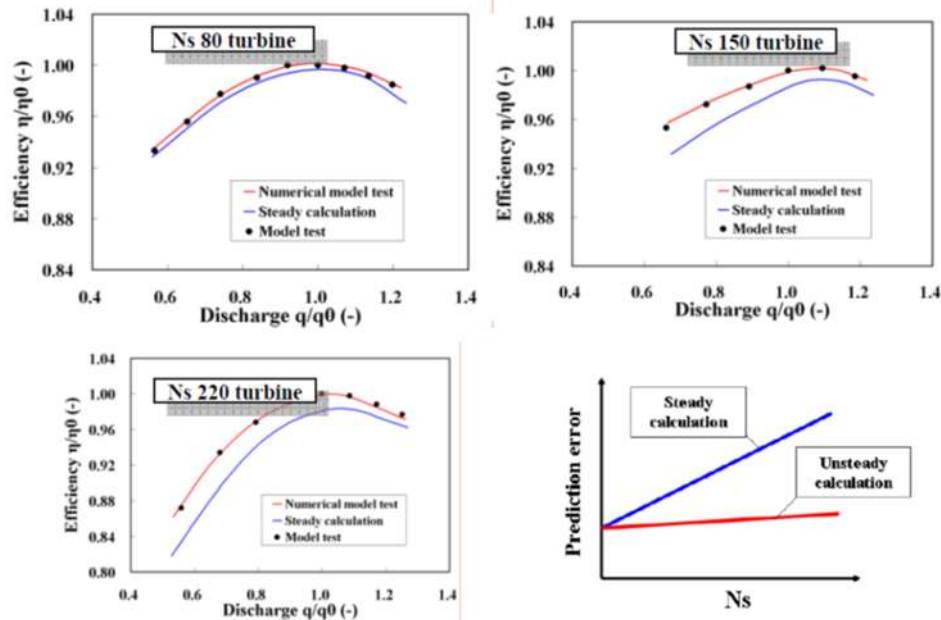 Ns 80 turbine
1.04
1.00
0.96
0.92
0.88
0.84
Efficiency η/η0 (-)
Numerical model test
Steady calculation
Model test
0.4
0.6
0.8
1.0
1.2
1.4
Discharge q/q0 (-)
Ns 150 turbine
1.04
1.00
0.96
0.92
0.88
0.84
Efficiency η/η0 (-)
Numerical model test
Steady calculation
Model test
0.4
0.6
0.8
1.0
1.2
1.4
Discharge q/q0 (-)
Ns 220 turbine
1.04
1.00
0.96
0.92
0.88
0.84
0.80
Efficiency η/η0 (-)
Numerical model test
Steady calculation
Model test
0.4
0.6
0.8
1.0
1.2
1.4
Discharge q/q0 (-)
Prediction error
Steady
calculation
Unsteady
calculation
Ns